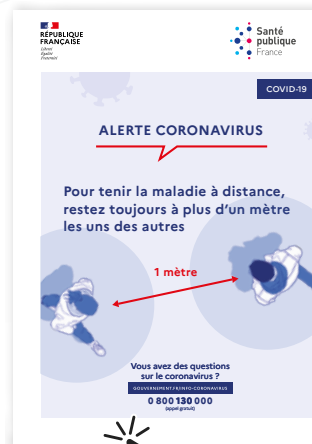 RÉPUBLIQUE
FRANÇAISE
Liberté
Égalité
Fraternité
Santé
publique
France
COVID-19
ALERTE CORONAVIRUS
Pour tenir la maladie à distance,
restez toujours à plus d'un mètre
les uns des autres
1 mètre
Vous avez des questions
sur le coronavirus ?
GOUVERNEMENT.FR/INFO-CORONAVIRUS
0 800 130 000
(appel gratuit)